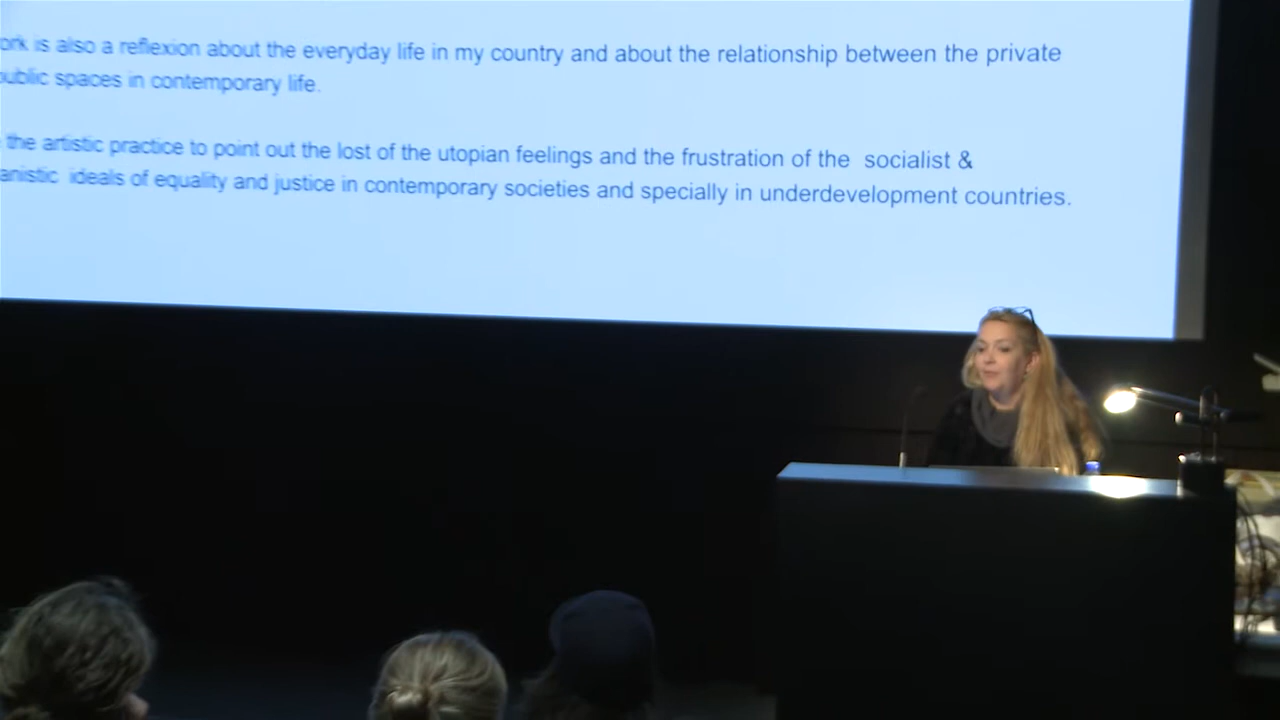 ork is also a reflexion about the everyday life in my country and about the relationship between the private
public spaces in contemporary life.
the artistic practice to point out the lost of the utopian feelings and the frustration of the socialist &
anistic ideals of equality and justice in contemporary societies and specially in underdevelopment countries.